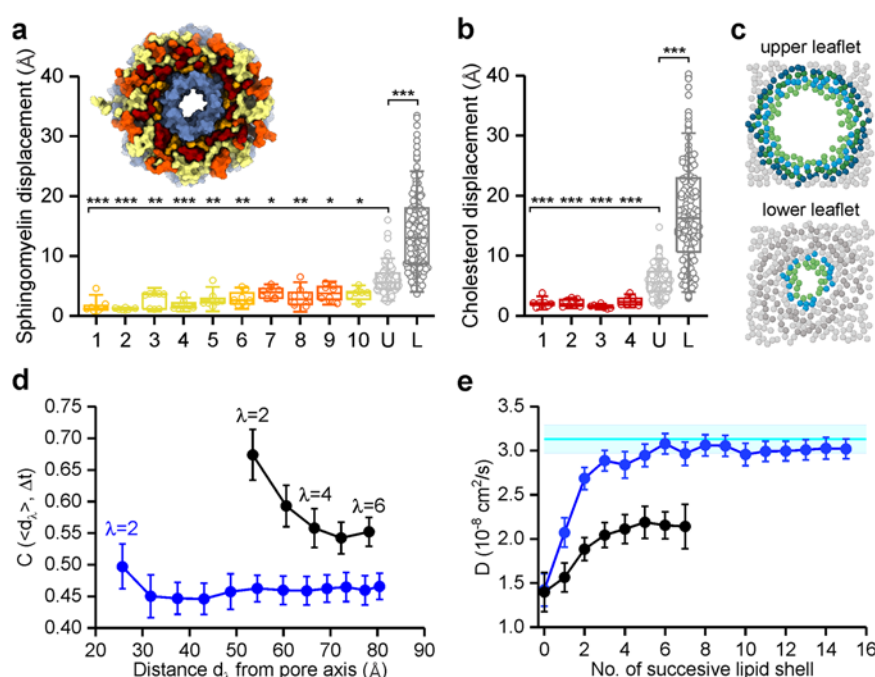 a
Sphingomyelin displacement (Å)
40
30
20
10
0
*** *** ** *** ** ** * ** * *
***
1 2 3 4 5 6 7 8 9 10 U L
b
Cholesterol displacement (Å)
40
30
20
10
0
*** *** *** ***
***
1 2 3 4 U L
c
upper leaflet
lower leaflet
d
C (<dλ>, Δt)
0.75
0.70
0.65
0.60
0.55
0.50
0.45
0.40
λ=2
λ=4
λ=6
λ=2
20 30 40 50 60 70 80 90
Distance dλ from pore axis (Å)
e
D (10⁻⁸ cm²/s)
3.5
3.0
2.5
2.0
1.5
1.0
0 2 4 6 8 10 12 14 16
No. of succesive lipid shell